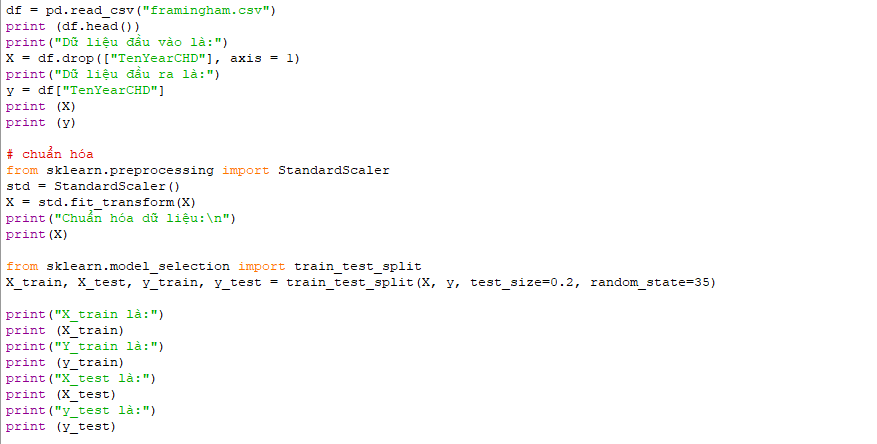 df = pd.read_csv("framingham.csv")
print (df.head())
print("Dữ liệu đầu vào là:")
X = df.drop(["TenYearCHD"], axis = 1)
print("Dữ liệu đầu ra là:")
y = df["TenYearCHD"]
print (X)
print (y)
# chuẩn hóa
from sklearn.preprocessing import StandardScaler
std = StandardScaler()
X = std.fit_transform(X)
print("Chuẩn hóa dữ liệu:\n")
print(X)
from sklearn.model_selection import train_test_split
X_train, X_test, y_train, y_test = train_test_split(X, y, test_size=0.2, random_state=35)
print("X_train là:")
print (X_train)
print("Y_train là:")
print (y_train)
print("X_test là:")
print (X_test)
print("y_test là:")
print (y_test)